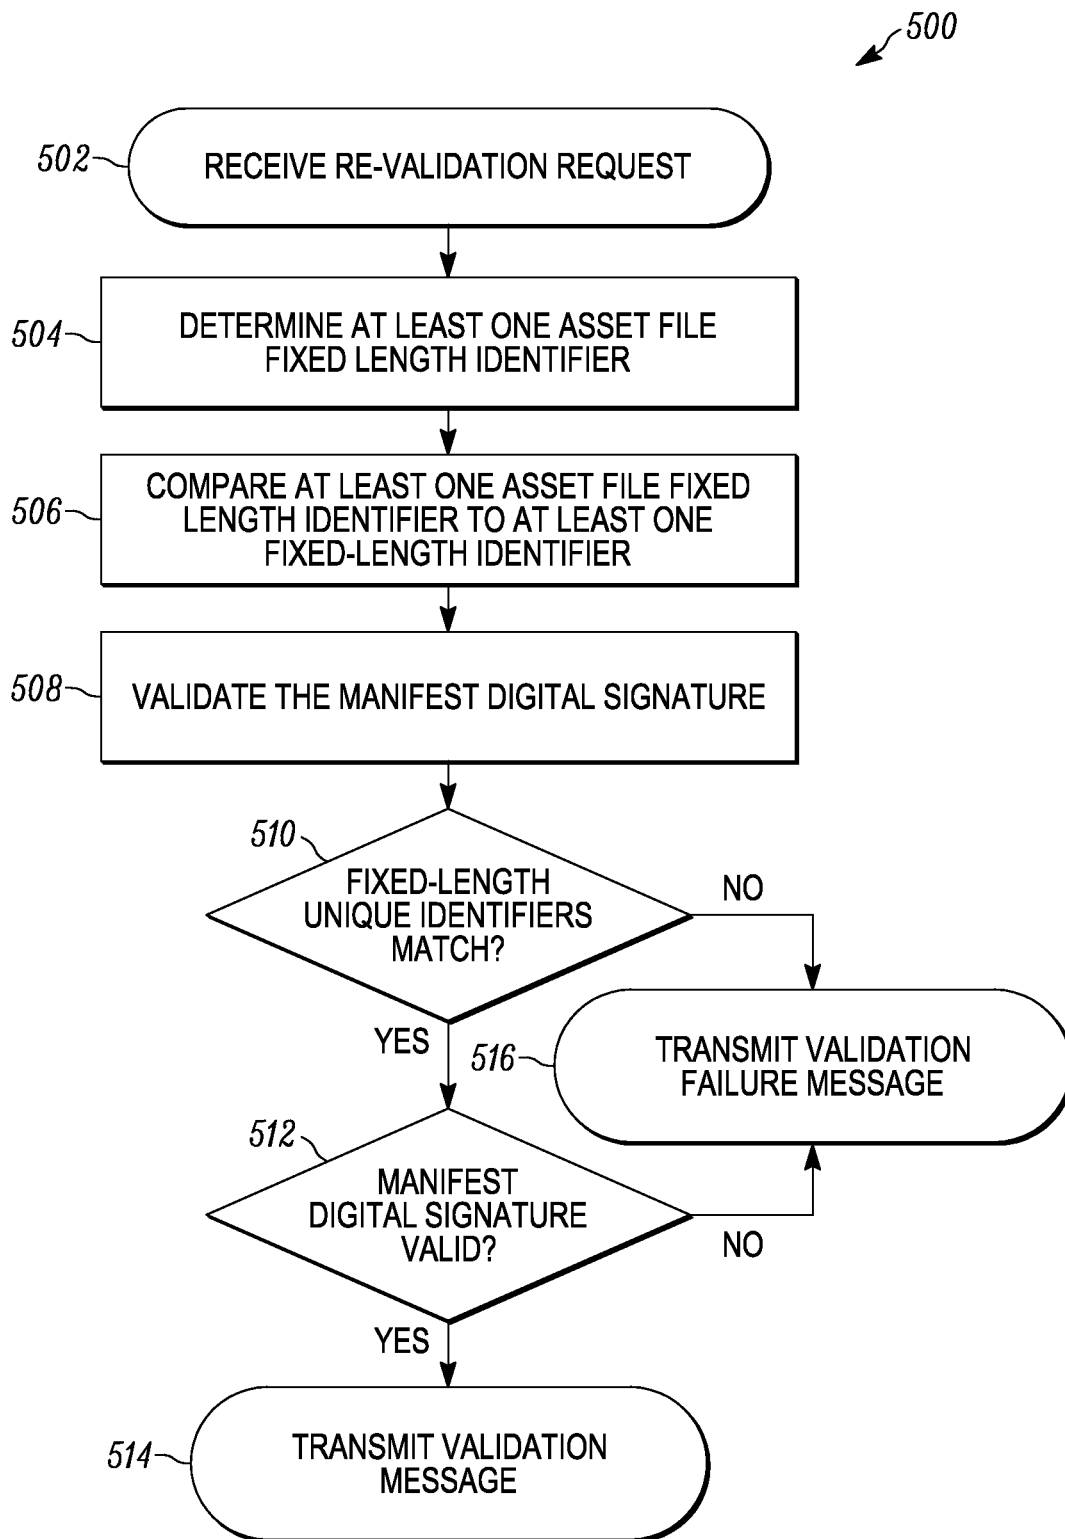 500
502
RECEIVE RE-VALIDATION REQUEST
504
DETERMINE AT LEAST ONE ASSET FILE
FIXED LENGTH IDENTIFIER
506
COMPARE AT LEAST ONE ASSET FILE FIXED
LENGTH IDENTIFIER TO AT LEAST ONE
FIXED-LENGTH IDENTIFIER
508
VALIDATE THE MANIFEST DIGITAL SIGNATURE
510
FIXED-LENGTH
UNIQUE IDENTIFIERS
MATCH?
NO
YES
516
TRANSMIT VALIDATION
FAILURE MESSAGE
512
MANIFEST
DIGITAL SIGNATURE
VALID?
NO
YES
514
TRANSMIT VALIDATION
MESSAGE